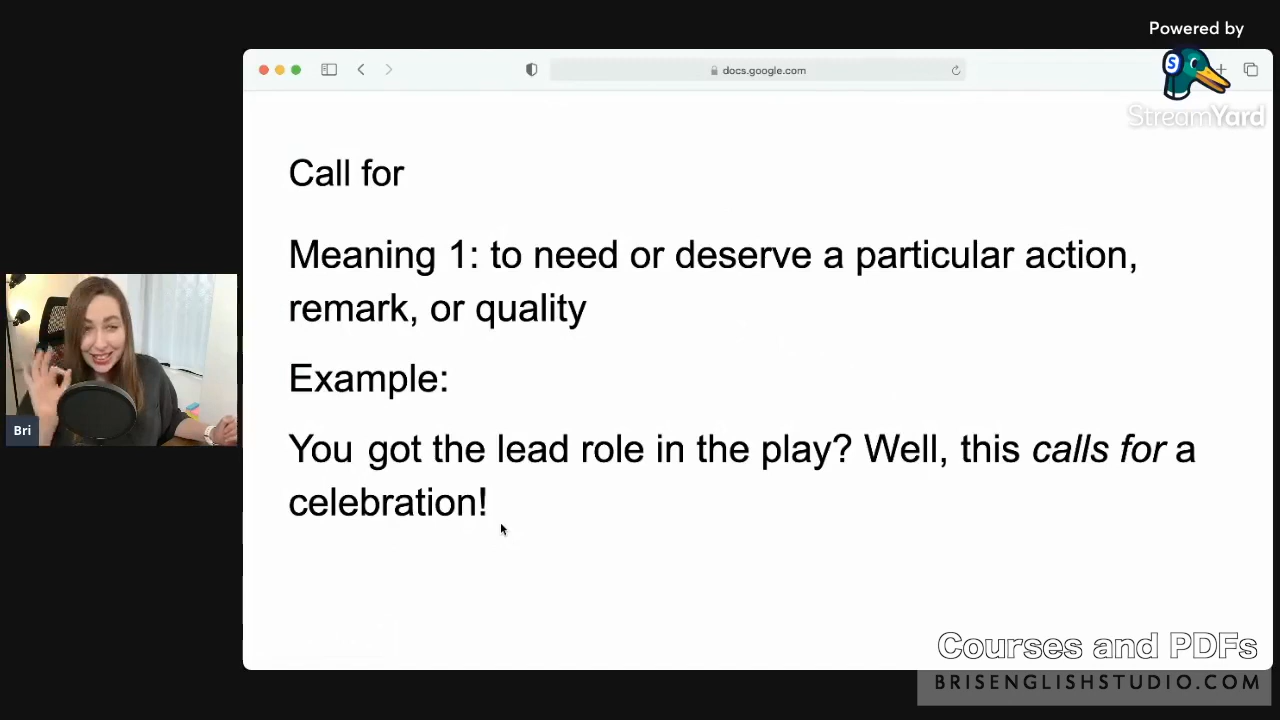 Powered by
docs.google.com
S
StreamYard
Call for
Meaning 1: to need or deserve a particular action,
remark, or quality
Example:
You got the lead role in the play? Well, this calls for a
celebration!
Bri
Courses and PDFs
BRISENGLISHSTUDIO.COM